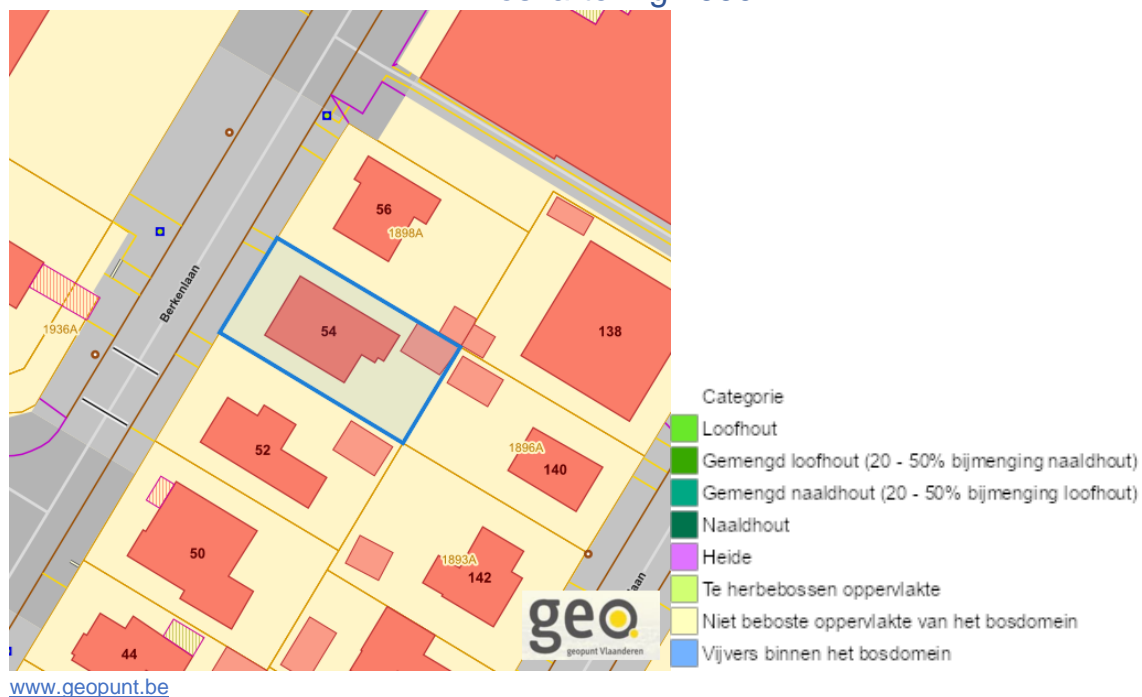 56
1898A
Berkenlaan
54
138
1936A
52
1896A
140
50
1893A
142
44
laan
geo
geopunt Vlaanderen
Categorie
Loofhout
Gemengd loofhout (20 - 50% bijmenging naaldhout)
Gemengd naaldhout (20 - 50% bijmenging loofhout)
Naaldhout
Heide
Te herbebossen oppervlakte
Niet beboste oppervlakte van het bosdomein
Vijvers binnen het bosdomein
www.geopunt.be